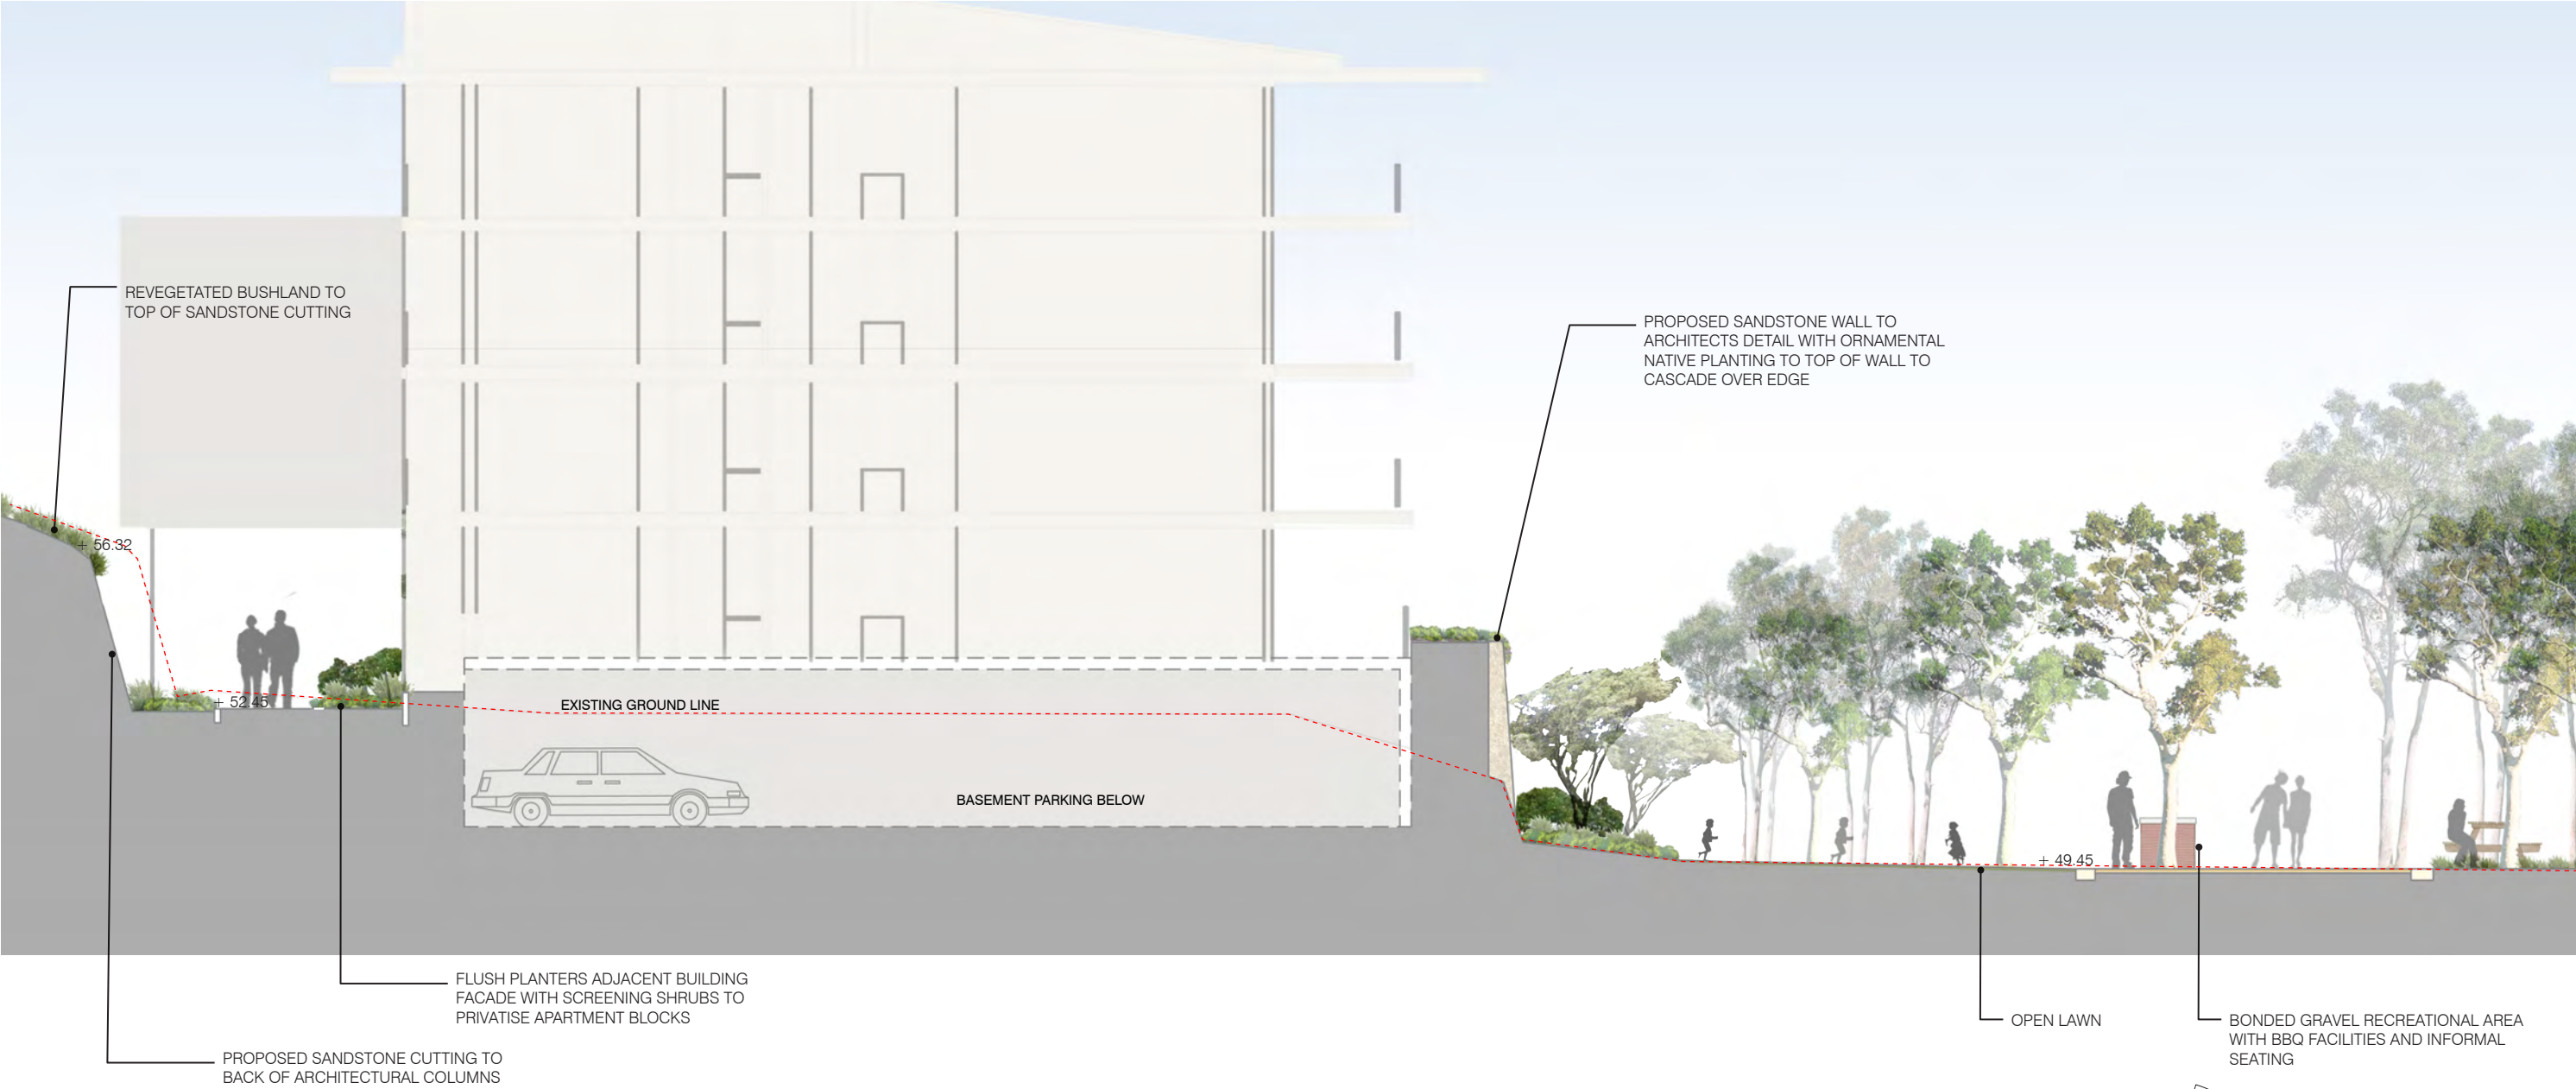 REVEGETATED BUSHLAND TO
TOP OF SANDSTONE CUTTING
PROPOSED SANDSTONE WALL TO
ARCHITECTS DETAIL WITH ORNAMENTAL
NATIVE PLANTING TO TOP OF WALL TO
CASCADE OVER EDGE
+ 56.32
+ 52.45
EXISTING GROUND LINE
BASEMENT PARKING BELOW
+ 49.45
FLUSH PLANTERS ADJACENT BUILDING
FACADE WITH SCREENING SHRUBS TO
PRIVATISE APARTMENT BLOCKS
OPEN LAWN
BONDED GRAVEL RECREATIONAL AREA
WITH BBQ FACILITIES AND INFORMAL
SEATING
PROPOSED SANDSTONE CUTTING TO
BACK OF ARCHITECTURAL COLUMNS